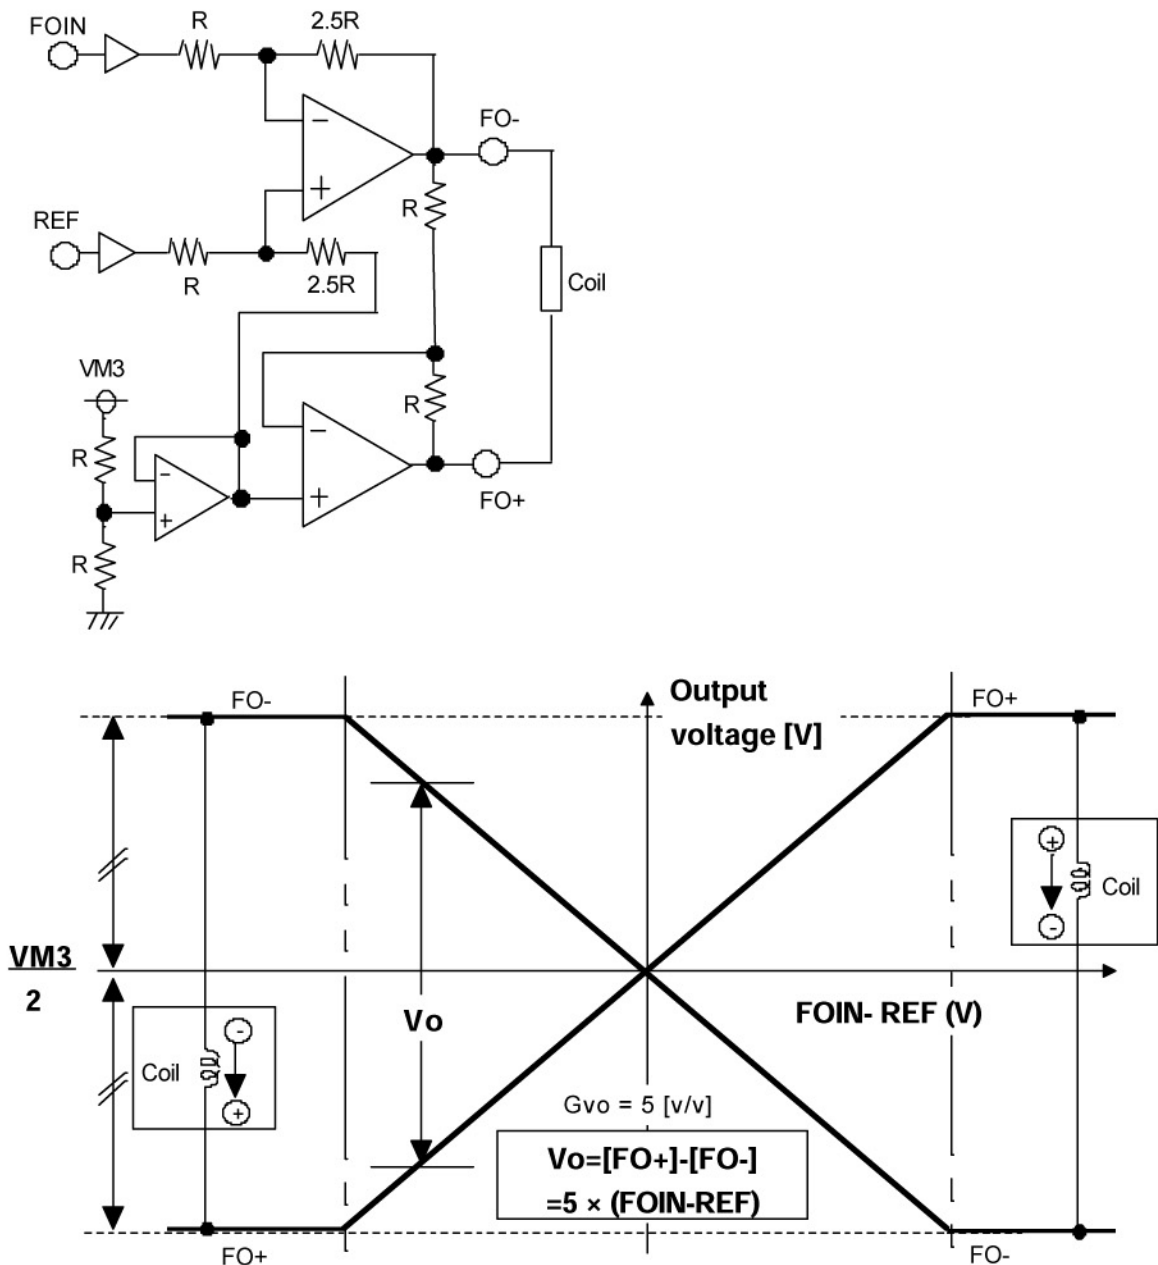 FOIN
R
2.5R
FO-
−
+
R
REF
R
2.5R
Coil
VM3
R
R
−
−
+
+
FO+
R
FO-
Output
voltage [V]
FO+
+
-
Coil
VM3
2
Vo
FOIN- REF (V)
Coil
-
+
Gvo = 5 [v/v]
Vo=[FO+]-[FO-]
=5 × (FOIN-REF)
FO+
FO-